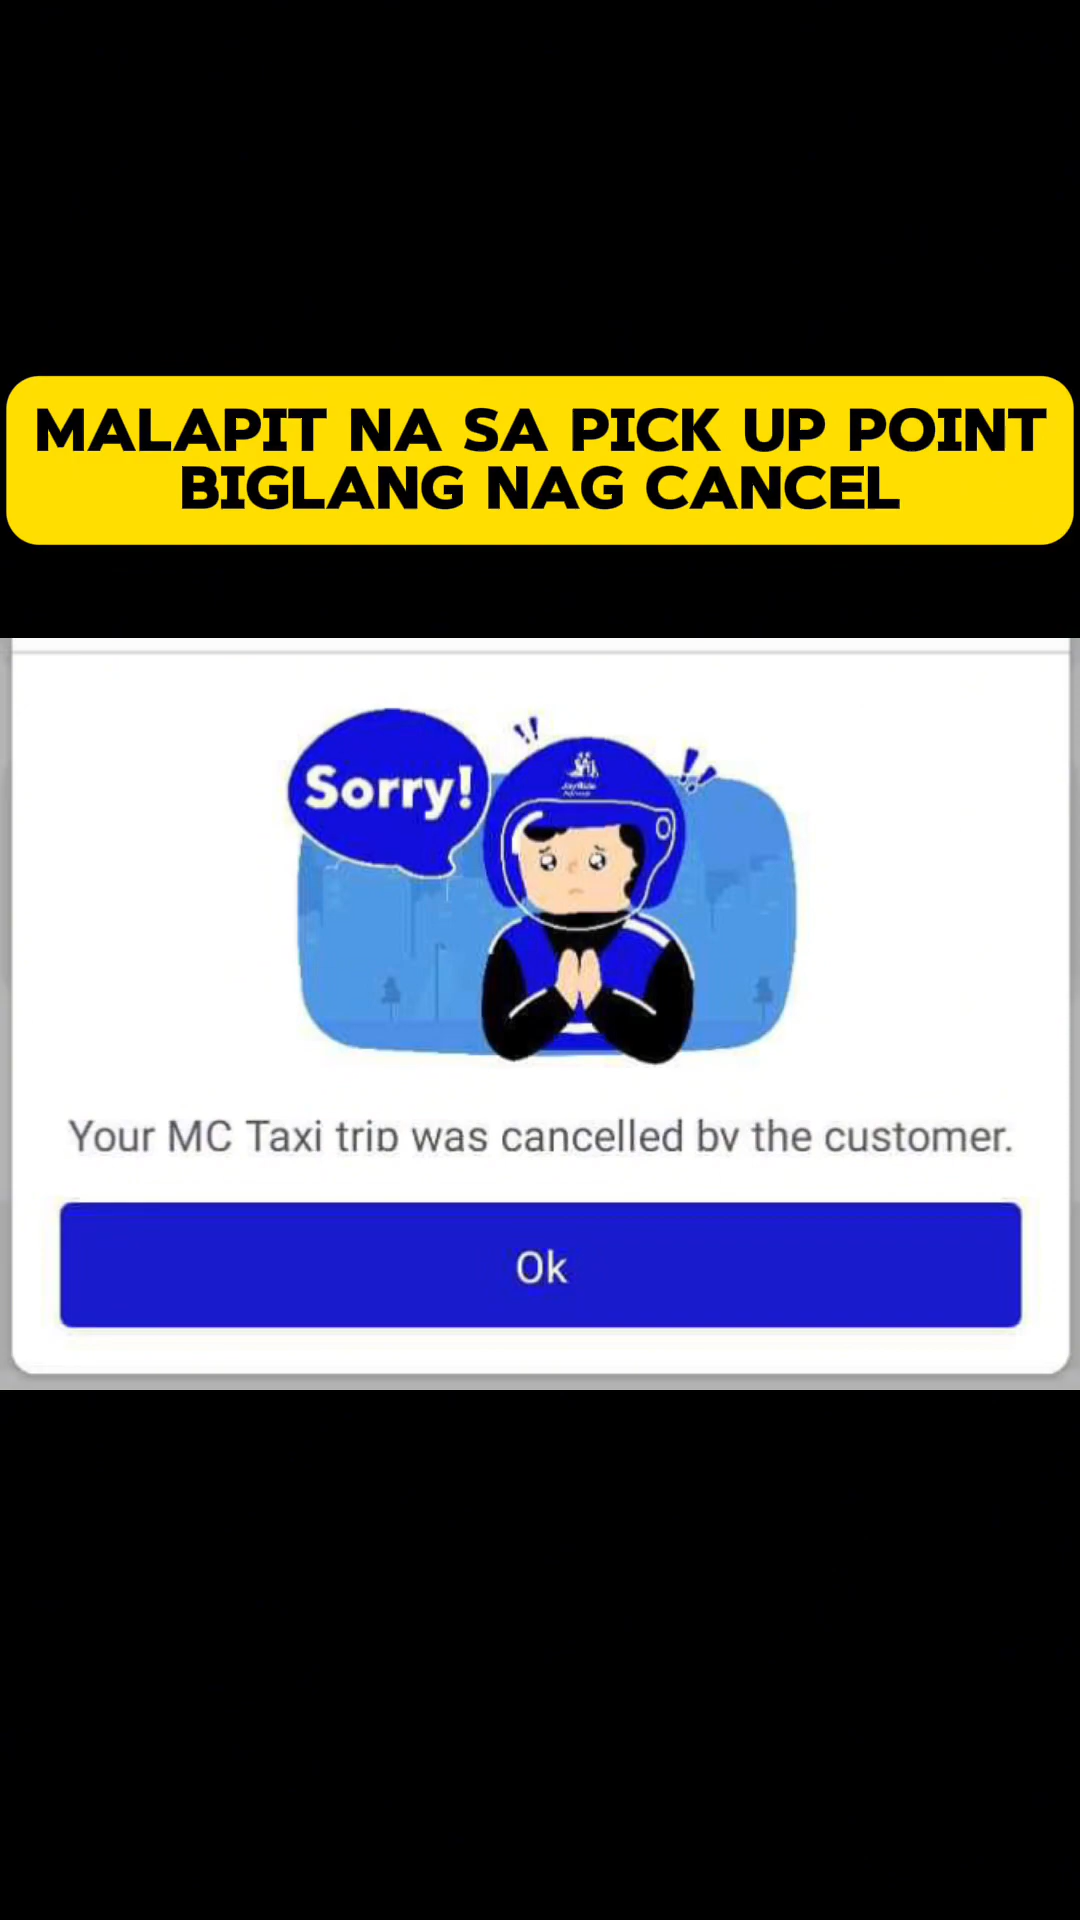 MALAPIT NA SA PICK UP POINT
BIGLANG NAG CANCEL
Sorry!
JoyRide
Your MC Taxi trip was cancelled by the customer.
Ok